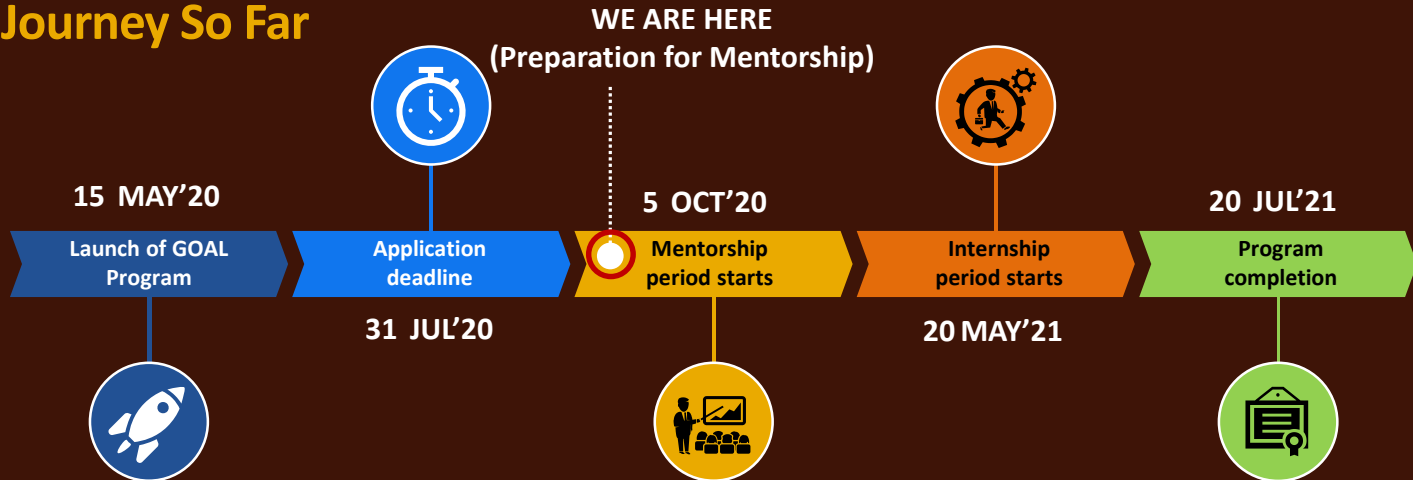 Journey So Far
WE ARE HERE
(Preparation for Mentorship)
15 MAY’20
Launch of GOAL
Program
Application
deadline
31 JUL’20
5 OCT’20
Mentorship
period starts
Internship
period starts
20 MAY’21
20 JUL’21
Program
completion